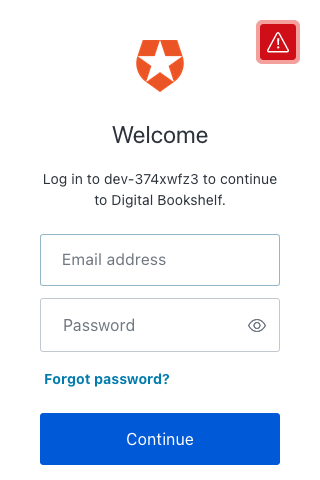 Welcome
Log in to dev-374xwfz3 to continue
to Digital Bookshelf.
Email address
Password
Forgot password?
Continue